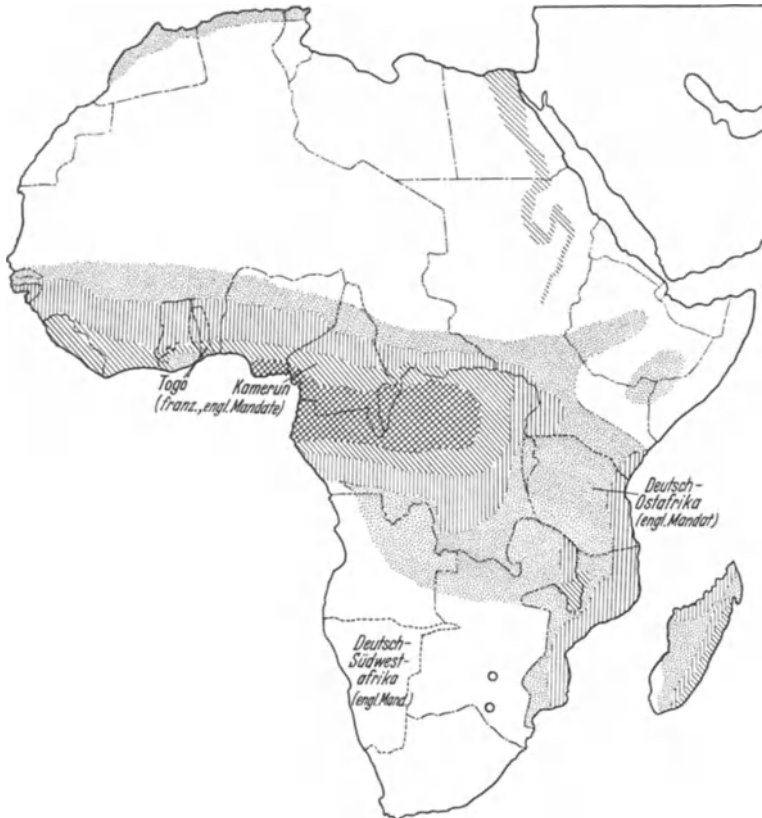 Togo
(franz., engl. Mandate)
Kamerun
Deutsch-
Ostafrika
(engl. Mandat)
Deutsch-
Südwest-
afrika
(engl. Mand.)